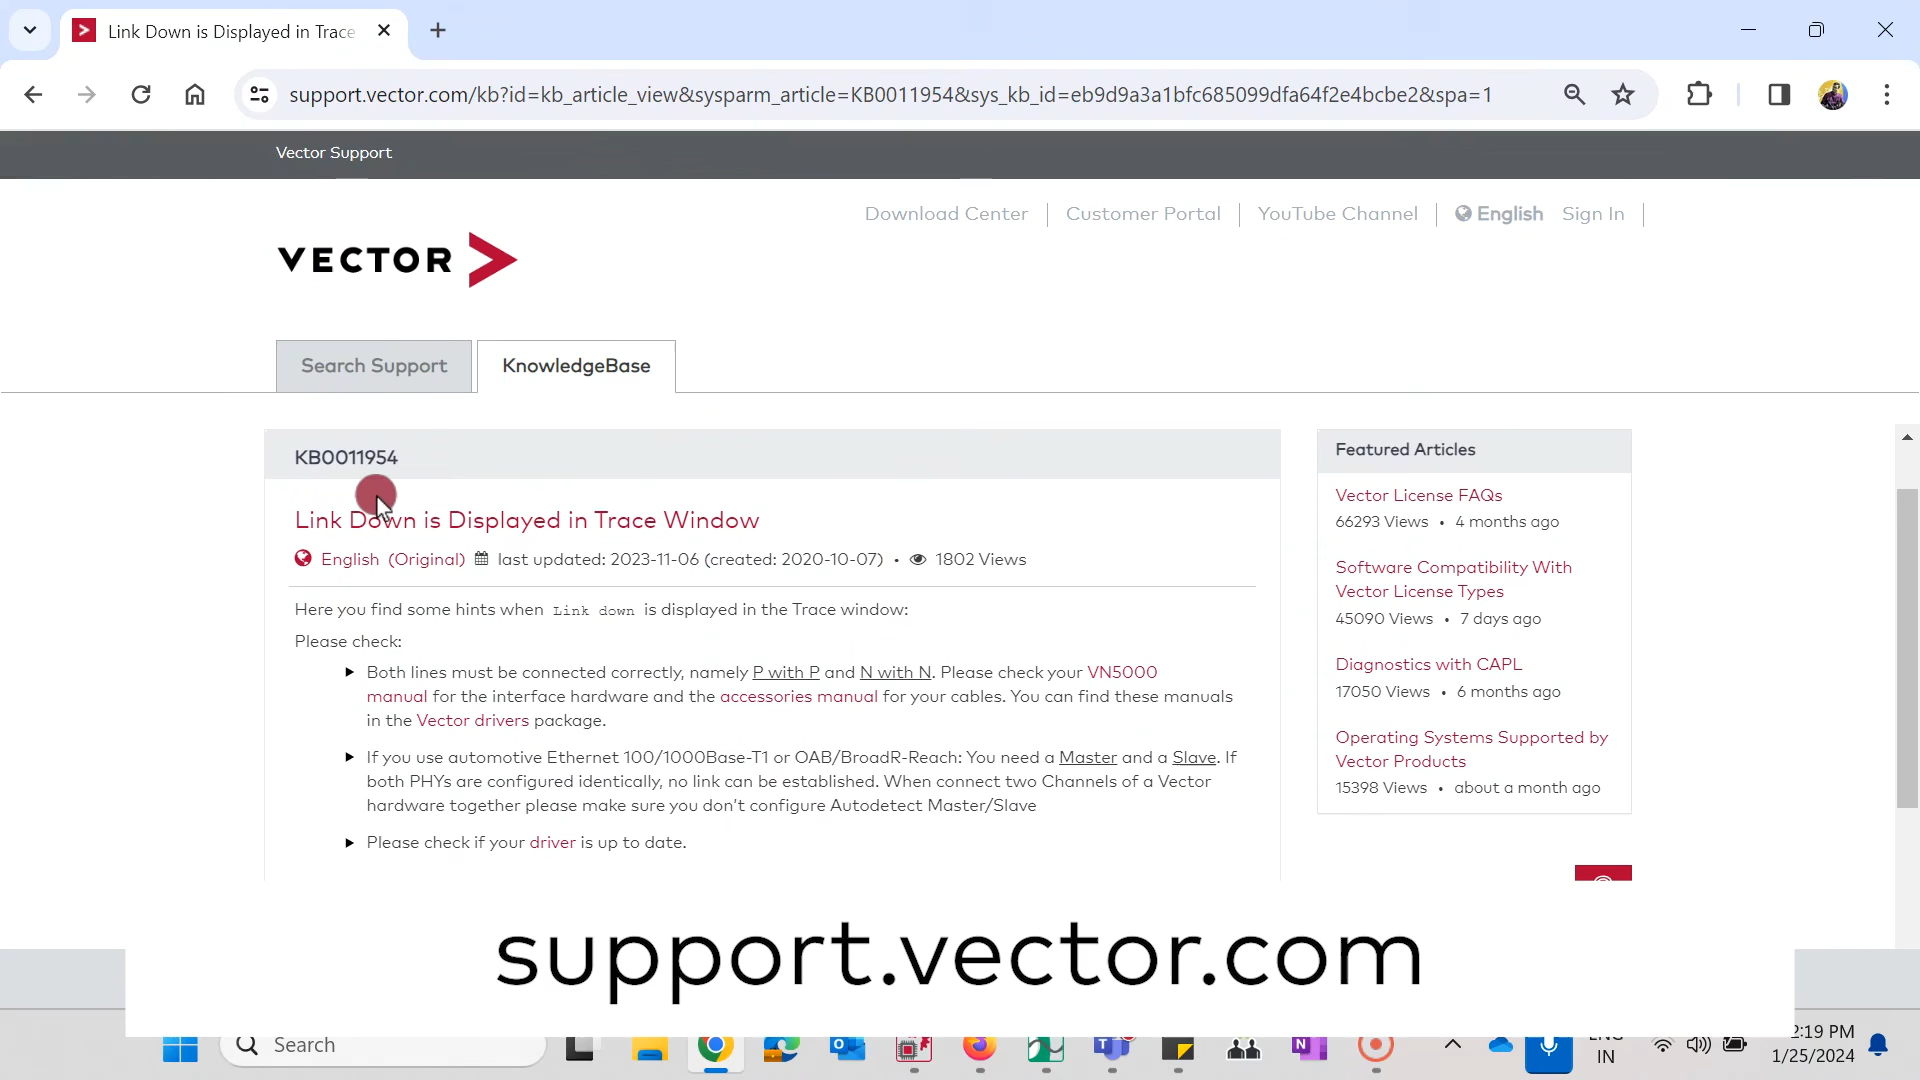 Link Down is Displayed in Trace
support.vector.com/kb?id=kb_article_view&sysparm_article=KB0011954&sys_kb_id=eb9d9a3a1bfc685099dfa64f2e4bcbe2&spa=1
Vector Support
Download Center
Customer Portal
YouTube Channel
English
Sign In
VECTOR
Search Support
KnowledgeBase
KB0011954
Link Down is Displayed in Trace Window
English (Original) last updated: 2023-11-06 (created: 2020-10-07) • 1802 Views
Here you find some hints when Link down is displayed in the Trace window:
Please check:
Both lines must be connected correctly, namely P with P and N with N. Please check your VN5000
manual for the interface hardware and the accessories manual for your cables. You can find these manuals
in the Vector drivers package.
If you use automotive Ethernet 100/1000Base-T1 or OAB/BroadR-Reach: You need a Master and a Slave. If
both PHYs are configured identically, no link can be established. When connect two Channels of a Vector
hardware together please make sure you don't configure Autodetect Master/Slave
Please check if your driver is up to date.
Featured Articles
Vector License FAQs
66293 Views • 4 months ago
Software Compatibility With
Vector License Types
45090 Views • 7 days ago
Diagnostics with CAPL
17050 Views • 6 months ago
Operating Systems Supported by
Vector Products
15398 Views • about a month ago
support.vector.com
Search
ENG
IN
2:19 PM
1/25/2024